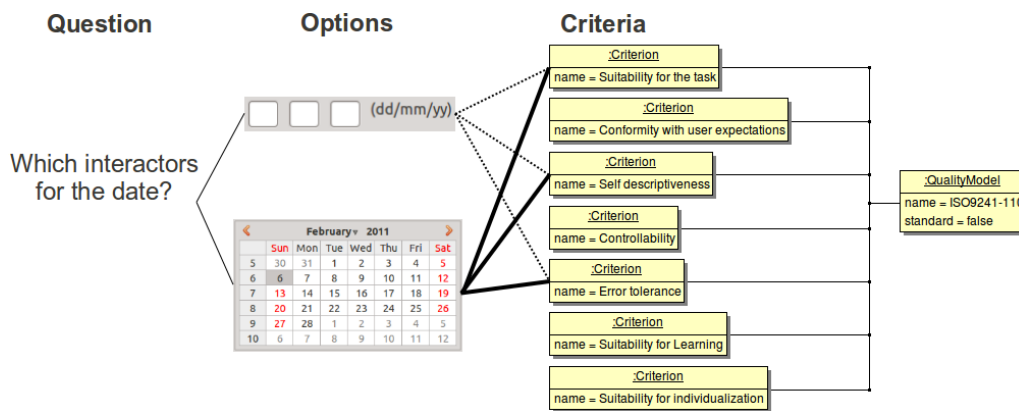 Question
Options
Criteria
Which interactors
for the date?
(dd/mm/yy)
February 2011
Sun Mon Tue Wed Thu Fri Sat
5 30 31 1 2 3 4 5
6 6 7 8 9 10 11 12
7 13 14 15 16 17 18 19
8 20 21 22 23 24 25 26
9 27 28 1 2 3 4 5
10 6 7 8 9 10 11 12
:Criterion
name = Suitability for the task
:Criterion
name = Conformity with user expectations
:Criterion
name = Self descriptiveness
:Criterion
name = Controllability
:Criterion
name = Error tolerance
:Criterion
name = Suitability for Learning
:Criterion
name = Suitability for individualization
:QualityModel
name = ISO9241-110
standard = false